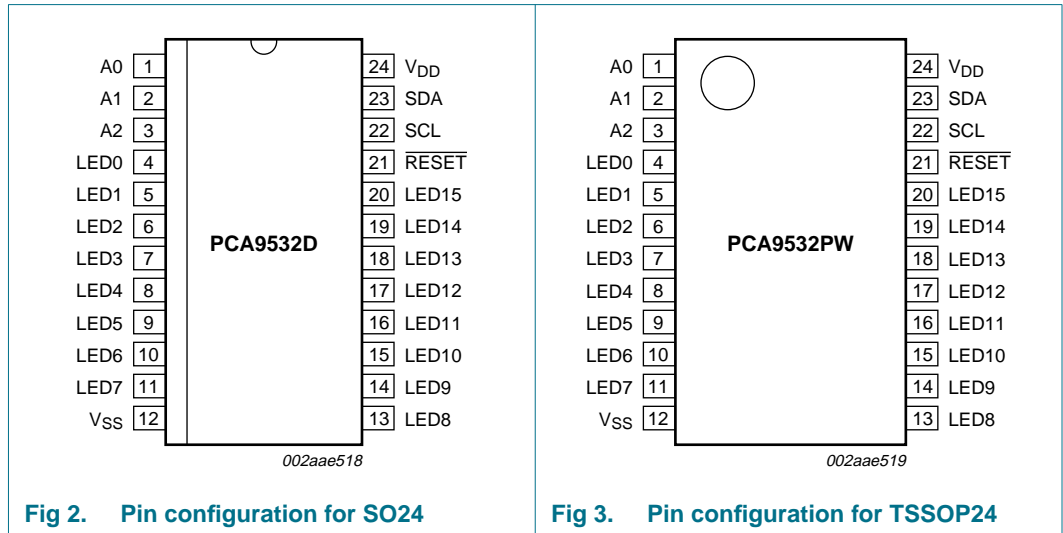 A0 1 24 VDD
A1 2 23 SDA
A2 3 22 SCL
LED0 4 21 RESET
LED1 5 20 LED15
LED2 6 19 LED14
LED3 7 18 LED13
LED4 8 17 LED12
LED5 9 16 LED11
LED6 10 15 LED10
LED7 11 14 LED9
VSS 12 13 LED8
PCA9532D
002aae518
Fig 2. Pin configuration for SO24
A0 1 24 VDD
A1 2 23 SDA
A2 3 22 SCL
LED0 4 21 RESET
LED1 5 20 LED15
LED2 6 19 LED14
LED3 7 18 LED13
LED4 8 17 LED12
LED5 9 16 LED11
LED6 10 15 LED10
LED7 11 14 LED9
VSS 12 13 LED8
PCA9532PW
002aae519
Fig 3. Pin configuration for TSSOP24